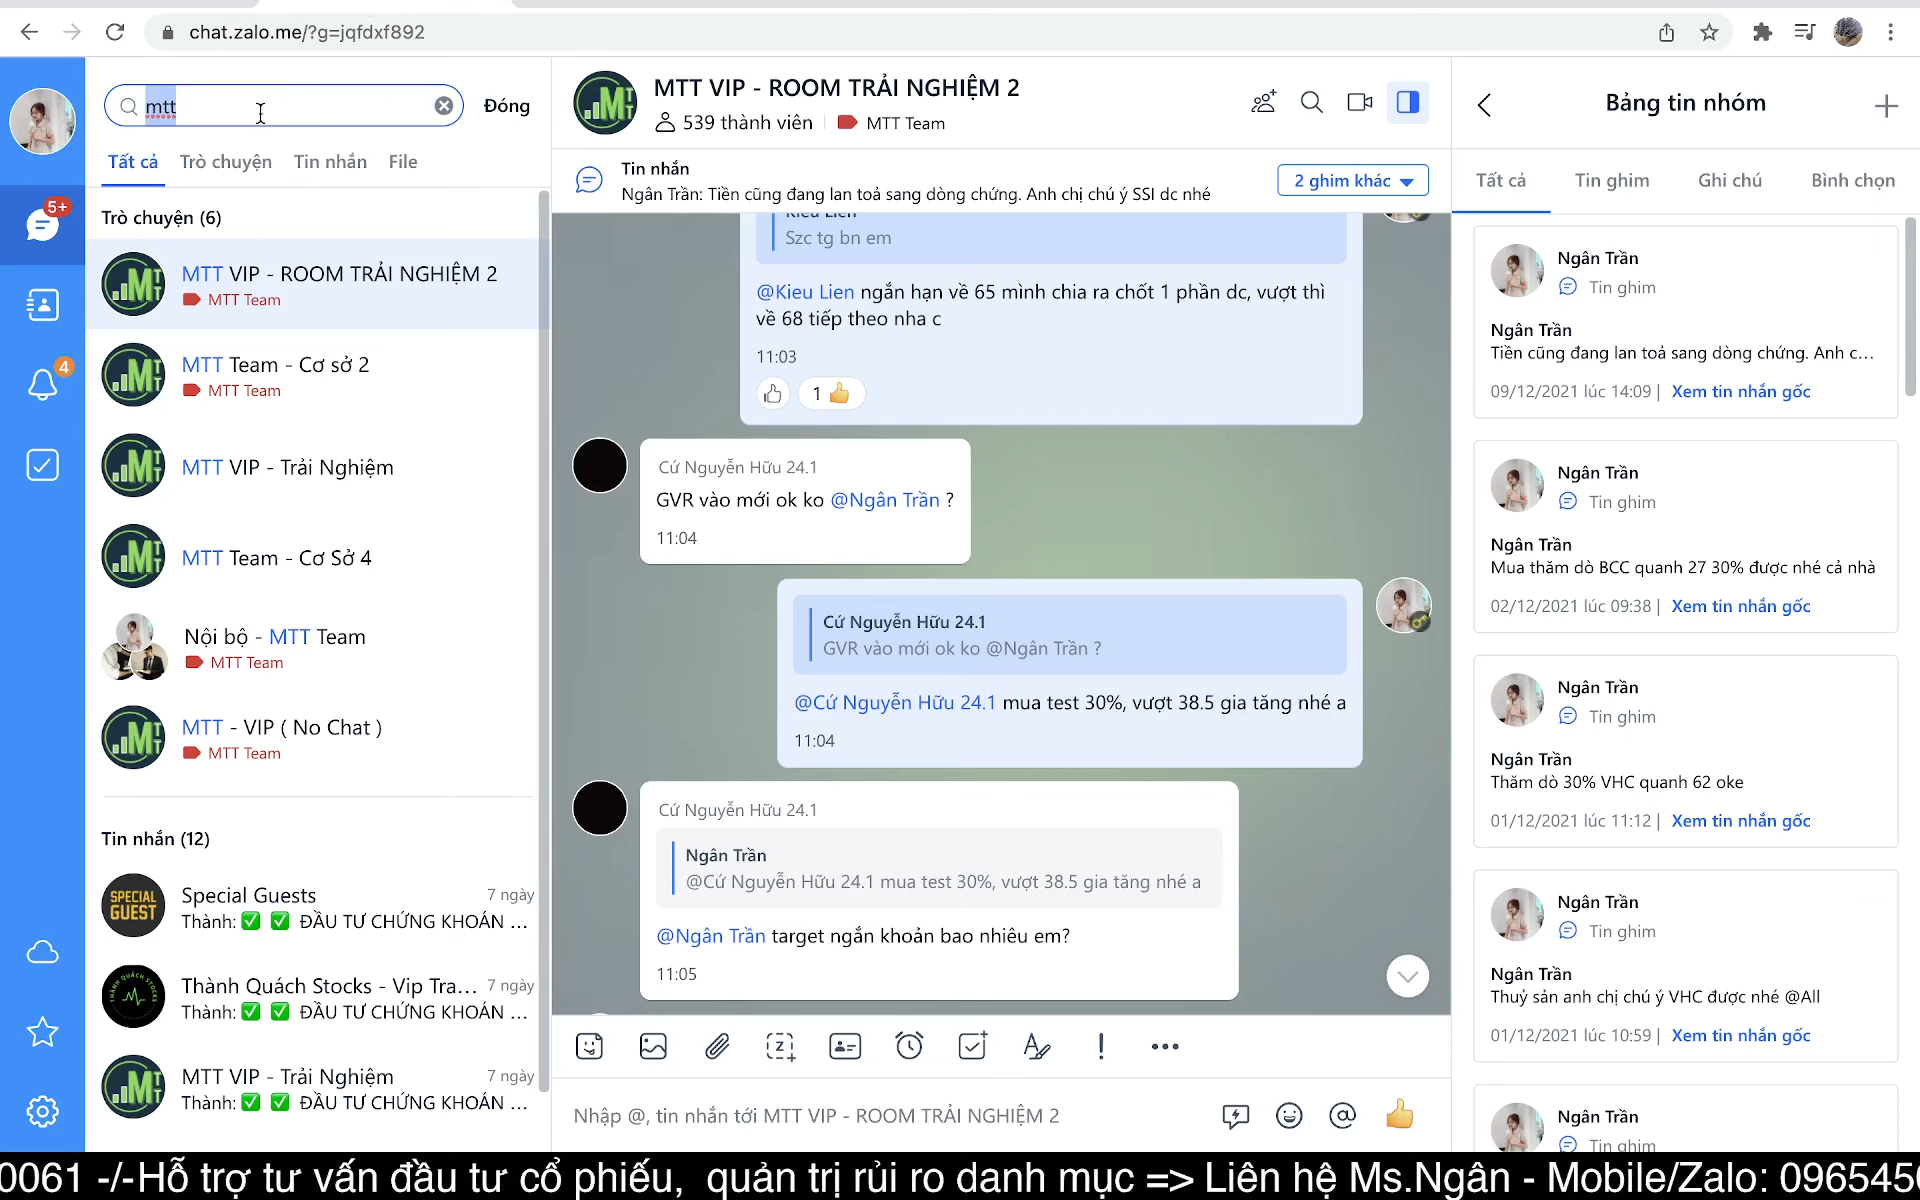 chat.zalo.me/?g=jqfdxf892
mtt
Đóng
Tất cả Trò chuyện Tin nhắn File
5+
4
Trò chuyện (6)
MTT VIP - ROOM TRẢI NGHIỆM 2
MTT Team
MTT Team - Cơ sở 2
MTT Team
MTT VIP - Trải Nghiệm
MTT Team - Cơ Sở 4
Nội bộ - MTT Team
MTT Team
MTT - VIP ( No Chat )
MTT Team
Tin nhắn (12)
SPECIAL GUEST
Special Guests 7 ngày
Thành: ✅ ✅ ĐẦU TƯ CHỨNG KHOÁN ...
Thành Quách Stocks - Vip Tra... 7 ngày
Thành: ✅ ✅ ĐẦU TƯ CHỨNG KHOÁN ...
MTT VIP - Trải Nghiệm 7 ngày
Thành: ✅ ✅ ĐẦU TƯ CHỨNG KHOÁN ...
MTT VIP - ROOM TRẢI NGHIỆM 2
539 thành viên MTT Team
Tin nhắn
Ngân Trần: Tiền cũng đang lan toả sang dòng chứng. Anh chị chú ý SSI dc nhé
2 ghim khác
Kieu Lien
Szc tg bn em
@Kieu Lien ngắn hạn về 65 mình chia ra chốt 1 phần dc, vượt thì
về 68 tiếp theo nha c
11:03
1 👍
Cứ Nguyễn Hữu 24.1
GVR vào mới ok ko @Ngân Trần ?
11:04
Cứ Nguyễn Hữu 24.1
GVR vào mới ok ko @Ngân Trần ?
@Cứ Nguyễn Hữu 24.1 mua test 30%, vượt 38.5 gia tăng nhé a
11:04
Cứ Nguyễn Hữu 24.1
Ngân Trần
@Cứ Nguyễn Hữu 24.1 mua test 30%, vượt 38.5 gia tăng nhé a
@Ngân Trần target ngắn khoản bao nhiêu em?
11:05
Nhập @, tin nhắn tới MTT VIP - ROOM TRẢI NGHIỆM 2
Bảng tin nhóm
Tất cả Tin ghim Ghi chú Bình chọn
Ngân Trần
Tin ghim
Ngân Trần
Tiền cũng đang lan toả sang dòng chứng. Anh c...
09/12/2021 lúc 14:09 | Xem tin nhắn gốc
Ngân Trần
Tin ghim
Ngân Trần
Mua thăm dò BCC quanh 27 30% được nhé cả nhà
02/12/2021 lúc 09:38 | Xem tin nhắn gốc
Ngân Trần
Tin ghim
Ngân Trần
Thăm dò 30% VHC quanh 62 oke
01/12/2021 lúc 11:12 | Xem tin nhắn gốc
Ngân Trần
Tin ghim
Ngân Trần
Thuỷ sản anh chị chú ý VHC được nhé @All
01/12/2021 lúc 10:59 | Xem tin nhắn gốc
Ngân Trần
Tin ghim
0061 -/-Hỗ trợ tư vấn đầu tư cổ phiếu, quản trị rủi ro danh mục => Liên hệ Ms.Ngân - Mobile/Zalo: 0965450